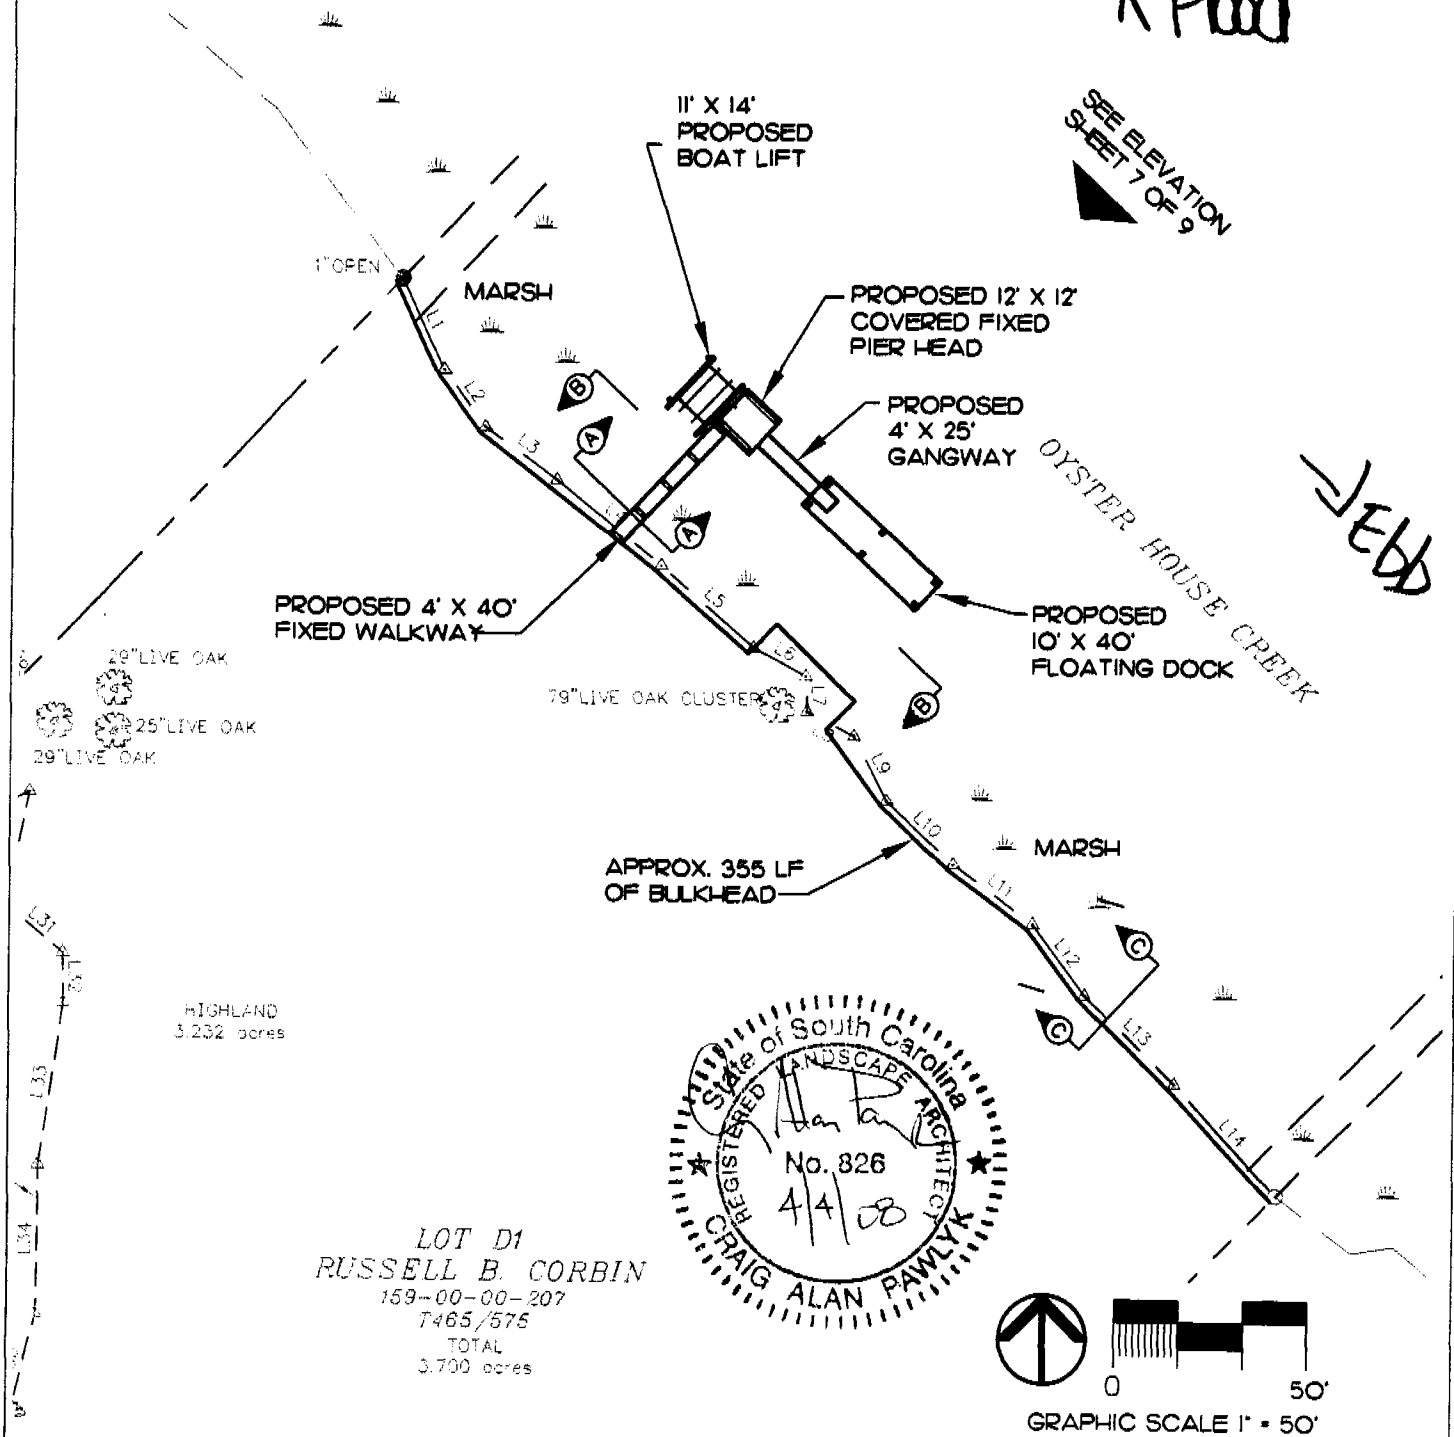 11' X 14'
PROPOSED
BOAT LIFT
SEE ELEVATION
SHEET 7 OF 9
1"OPEN
MARSH
PROPOSED 12' X 12'
COVERED FIXED
PIER HEAD
L1
L2
B
A
PROPOSED
4' X 25'
GANGWAY
L3
OYSTER HOUSE CREEK
A
PROPOSED 4' X 40'
FIXED WALKWAY
L5
PROPOSED
10' X 40'
FLOATING DOCK
L6
29"LIVE OAK
79"LIVE OAK CLUSTER
L7
B
25"LIVE OAK
29"LIVE OAK
L9
L10
MARSH
APPROX. 355 LF
OF BULKHEAD
L11
L31
L12
C
L32
HIGHLAND
3.232 acres
C
L13
L33
State of South Carolina
REGISTERED LANDSCAPE ARCHITECT
No. 826
4/4/08
CRAIG ALAN PAWLYK
L14
L34
LOT D1
RUSSELL B. CORBIN
159-00-00-207
T465/575
TOTAL
3.700 acres
0 50'
GRAPHIC SCALE 1" = 50'